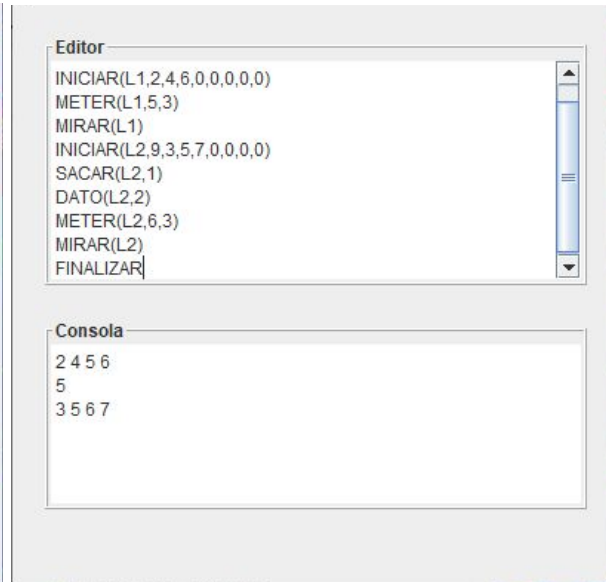 Editor
INICIAR(L1,2,4,6,0,0,0,0,0)
METER(L1,5,3)
MIRAR(L1)
INICIAR(L2,9,3,5,7,0,0,0,0)
SACAR(L2,1)
DATO(L2,2)
METER(L2,6,3)
MIRAR(L2)
FINALIZAR
Consola
2 4 5 6
5
3 5 6 7